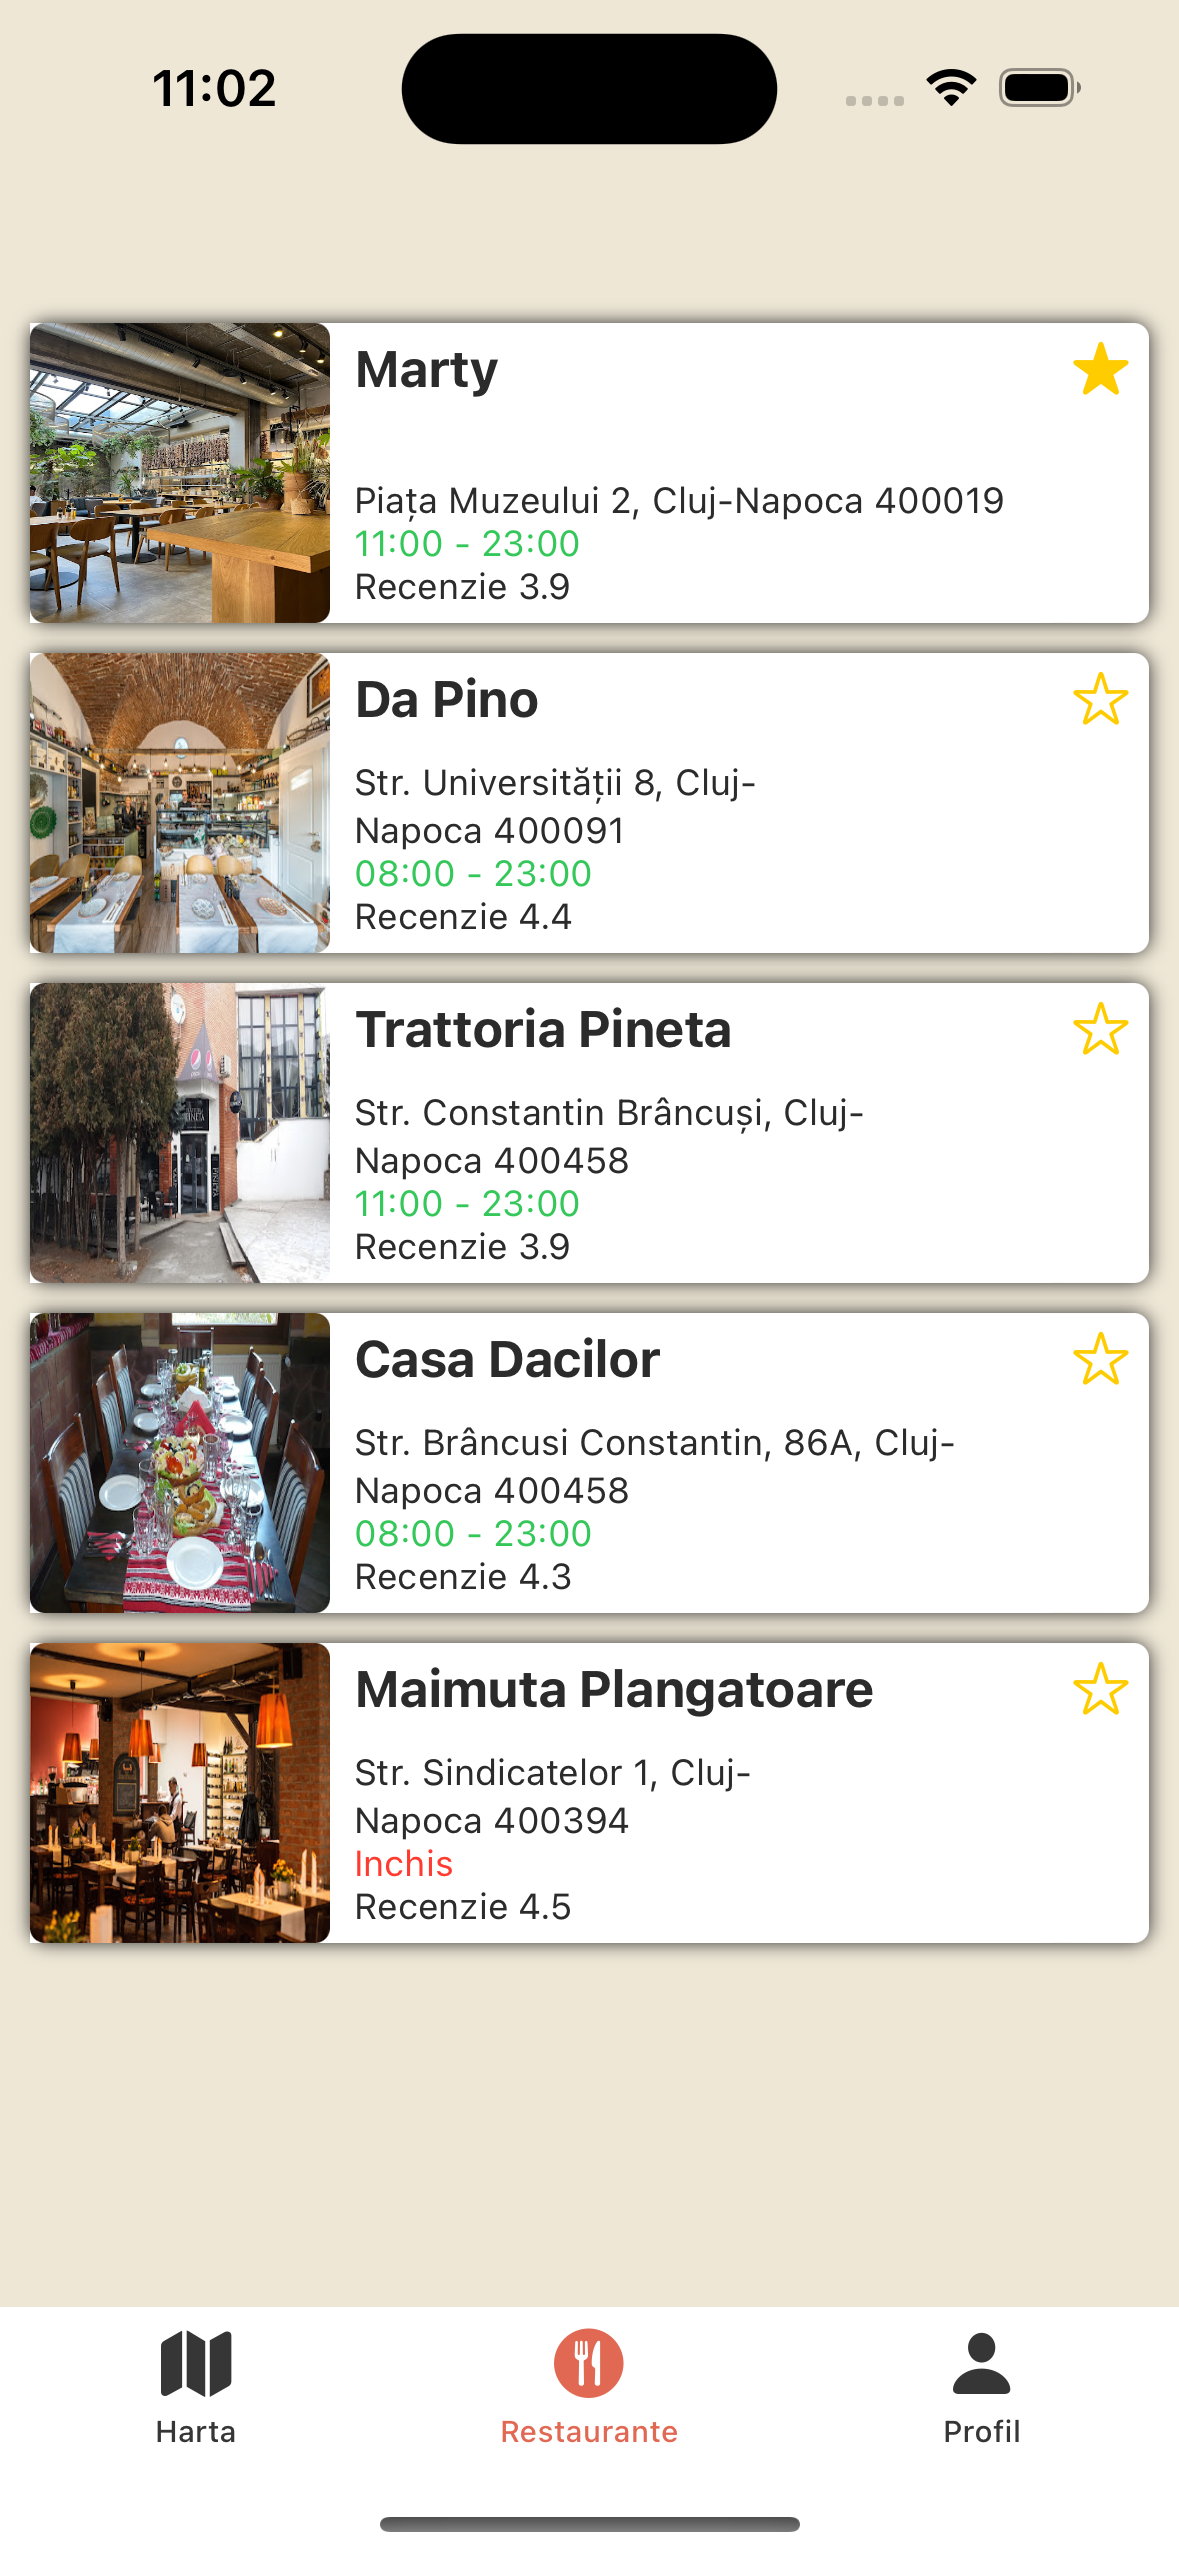 11:02
Marty
Piața Muzeului 2, Cluj-Napoca 400019
11:00 - 23:00
Recenzie 3.9
Da Pino
Str. Universității 8, Cluj-
Napoca 400091
08:00 - 23:00
Recenzie 4.4
Trattoria Pineta
Str. Constantin Brâncuși, Cluj-
Napoca 400458
11:00 - 23:00
Recenzie 3.9
Casa Dacilor
Str. Brâncusi Constantin, 86A, Cluj-
Napoca 400458
08:00 - 23:00
Recenzie 4.3
Maimuta Plangatoare
Str. Sindicatelor 1, Cluj-
Napoca 400394
Inchis
Recenzie 4.5
Harta
Restaurante
Profil